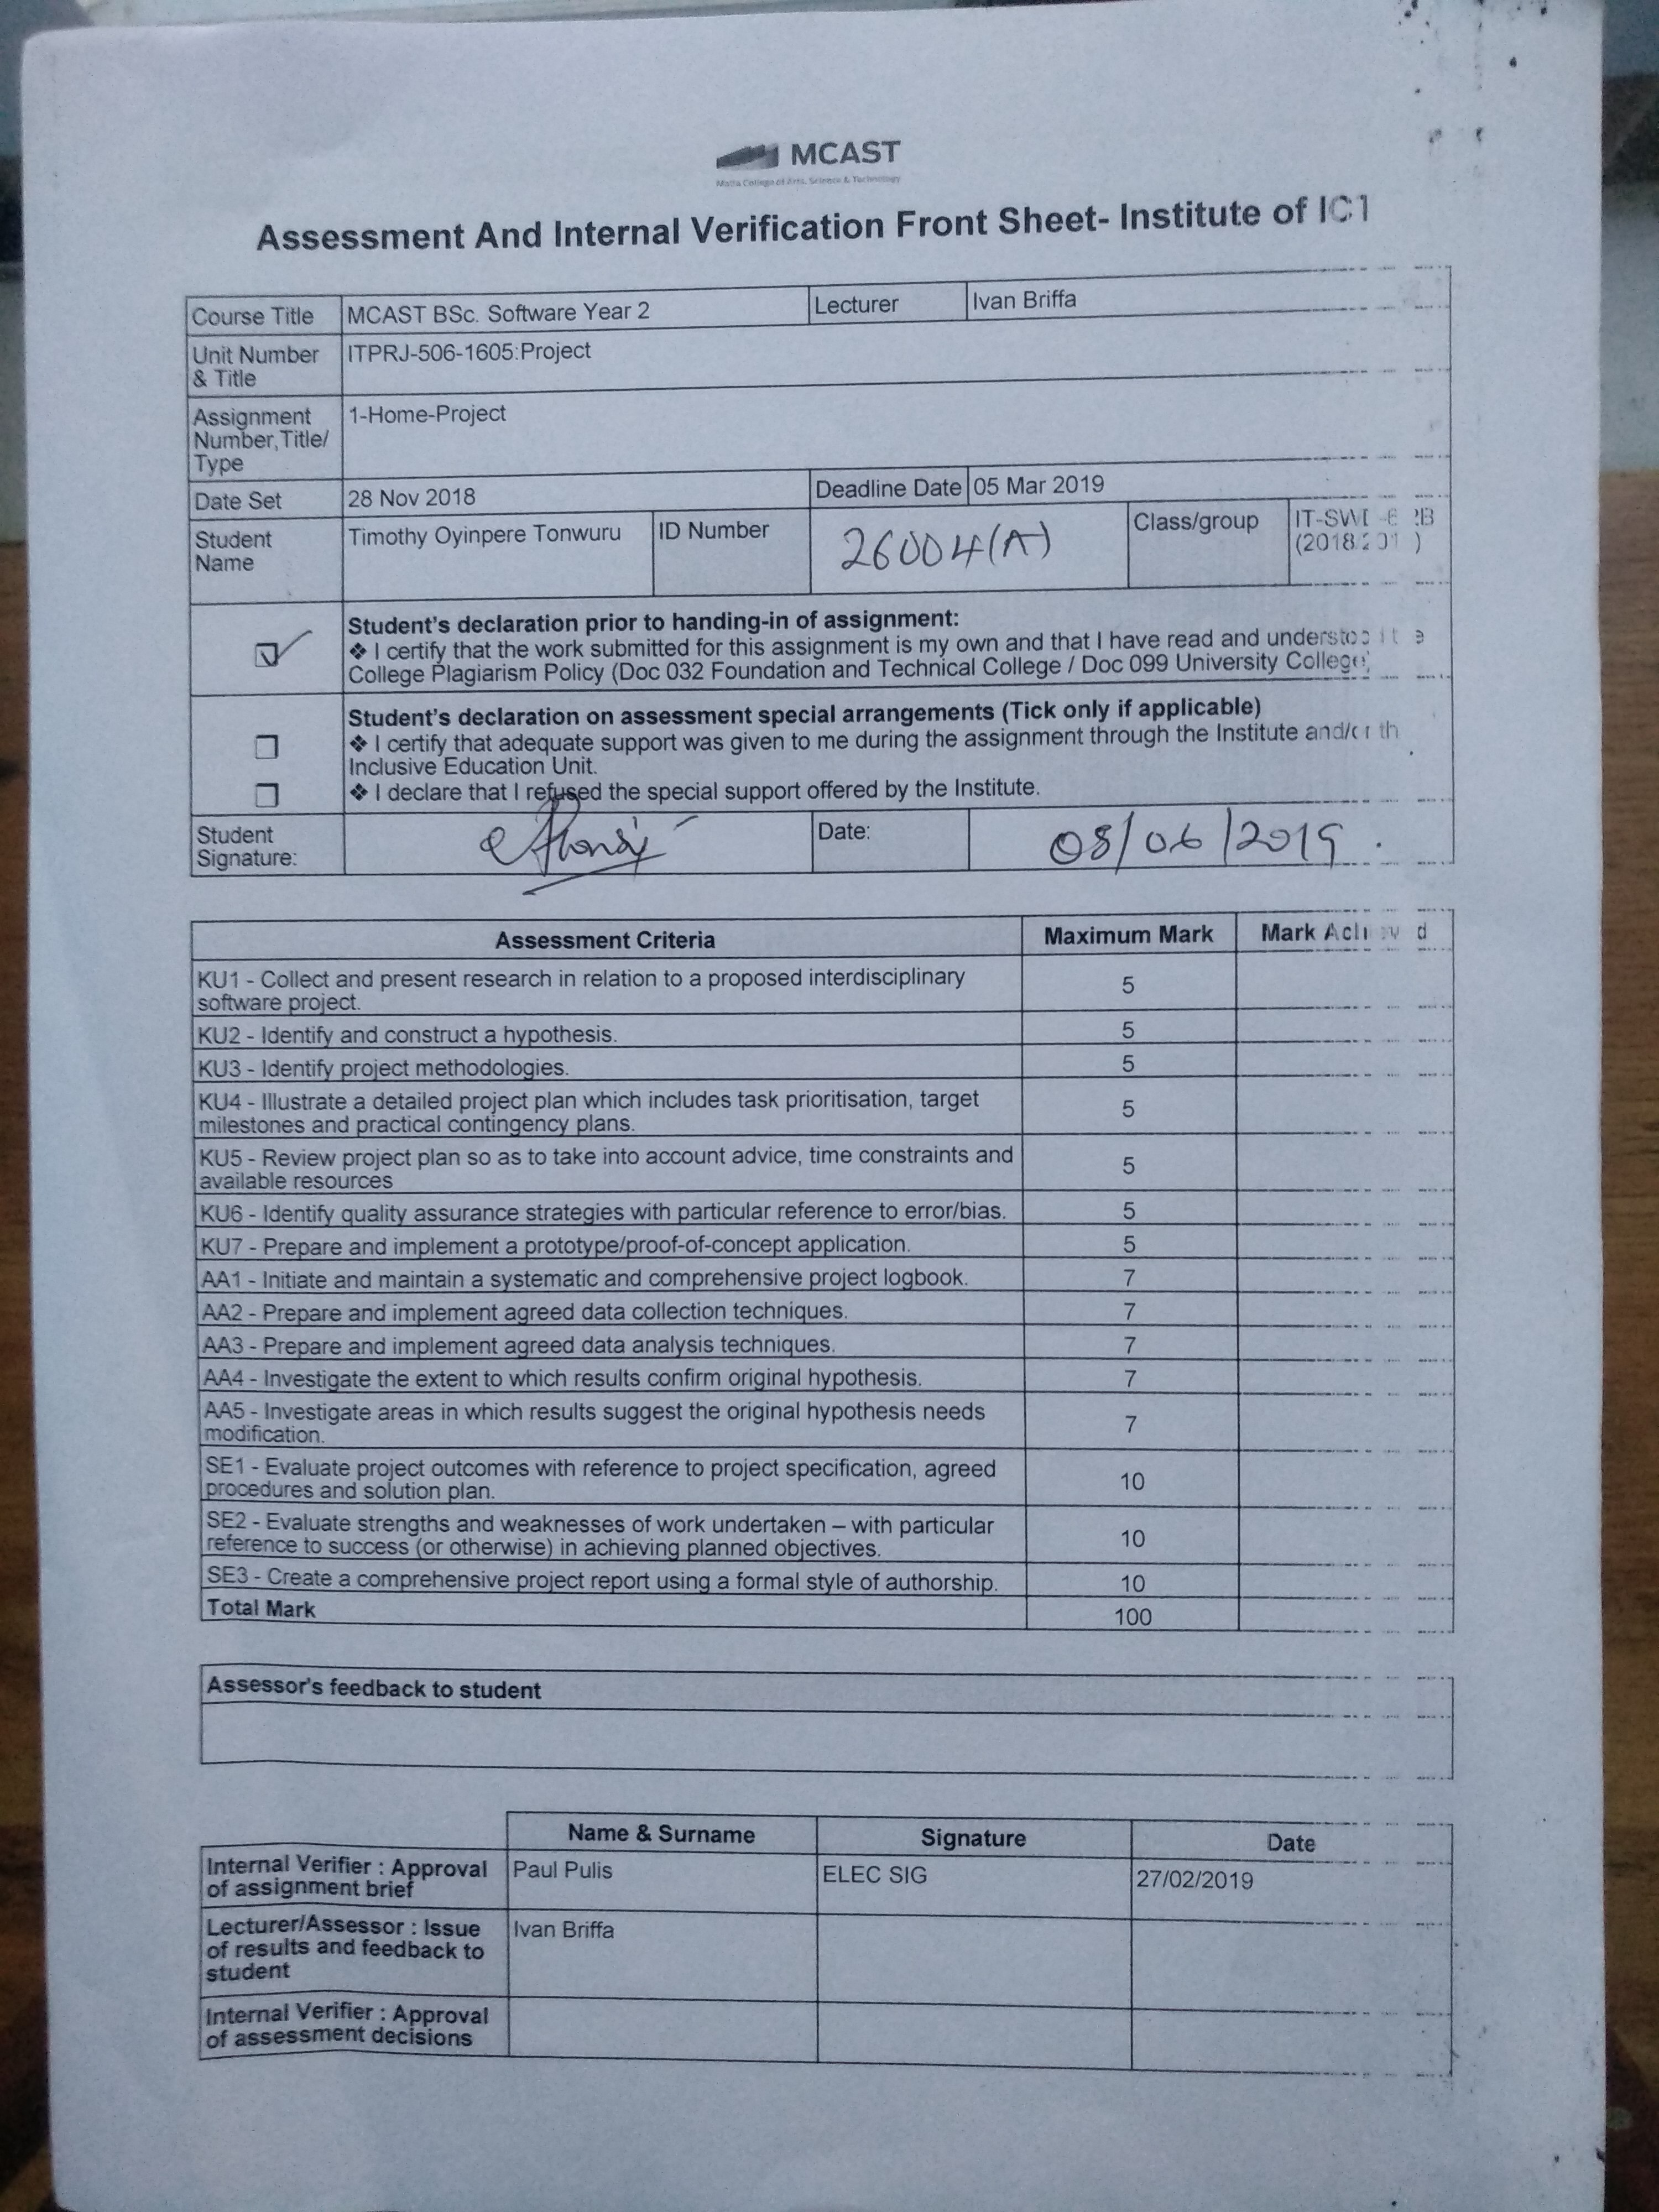 MCAST
Malta College of Arts, Science & Technology
Assessment And Internal Verification Front Sheet- Institute of IC1
Course Title MCAST BSc. Software Year 2 Lecturer Ivan Briffa
Unit Number & Title ITPRJ-506-1605:Project
Assignment Number,Title/ Type 1-Home-Project
Date Set 28 Nov 2018 Deadline Date 05 Mar 2019
Student Name Timothy Oyinpere Tonwuru ID Number 26004(A) Class/group
Student's declaration prior to handing-in of assignment:
❖ I certify that the work submitted for this assignment is my own and that I have read and
College Plagiarism Policy (Doc 032 Foundation and Technical College / Doc 099 University College)
Student's declaration on assessment special arrangements (Tick only if applicable)
❖ I certify that adequate support was given to me during the assignment through the Institute and/or th
Inclusive Education Unit.
❖ I declare that I refused the special support offered by the Institute.
Student Signature: Date: 08/06/2019.
Assessment Criteria Maximum Mark Mark
KU1 - Collect and present research in relation to a proposed interdisciplinary
software project. 5
KU2 - Identify and construct a hypothesis. 5
KU3 - Identify project methodologies. 5
KU4 - Illustrate a detailed project plan which includes task prioritisation, target
milestones and practical contingency plans. 5
KU5 - Review project plan so as to take into account advice, time constraints and
available resources 5
KU6 - Identify quality assurance strategies with particular reference to error/bias. 5
KU7 - Prepare and implement a prototype/proof-of-concept application. 5
AA1 - Initiate and maintain a systematic and comprehensive project logbook. 7
AA2 - Prepare and implement agreed data collection techniques. 7
AA3 - Prepare and implement agreed data analysis techniques. 7
AA4 - Investigate the extent to which results confirm original hypothesis. 7
AA5 - Investigate areas in which results suggest the original hypothesis needs
modification. 7
SE1 - Evaluate project outcomes with reference to project specification, agreed
procedures and solution plan. 10
SE2 - Evaluate strengths and weaknesses of work undertaken – with particular
reference to success (or otherwise) in achieving planned objectives. 10
SE3 - Create a comprehensive project report using a formal style of authorship. 10
Total Mark 100
Assessor's feedback to student
Name & Surname Signature Date
Internal Verifier : Approval of assignment brief Paul Pulis ELEC SIG 27/02/2019
Lecturer/Assessor : Issue of results and feedback to student Ivan Briffa
Internal Verifier : Approval of assessment decisions